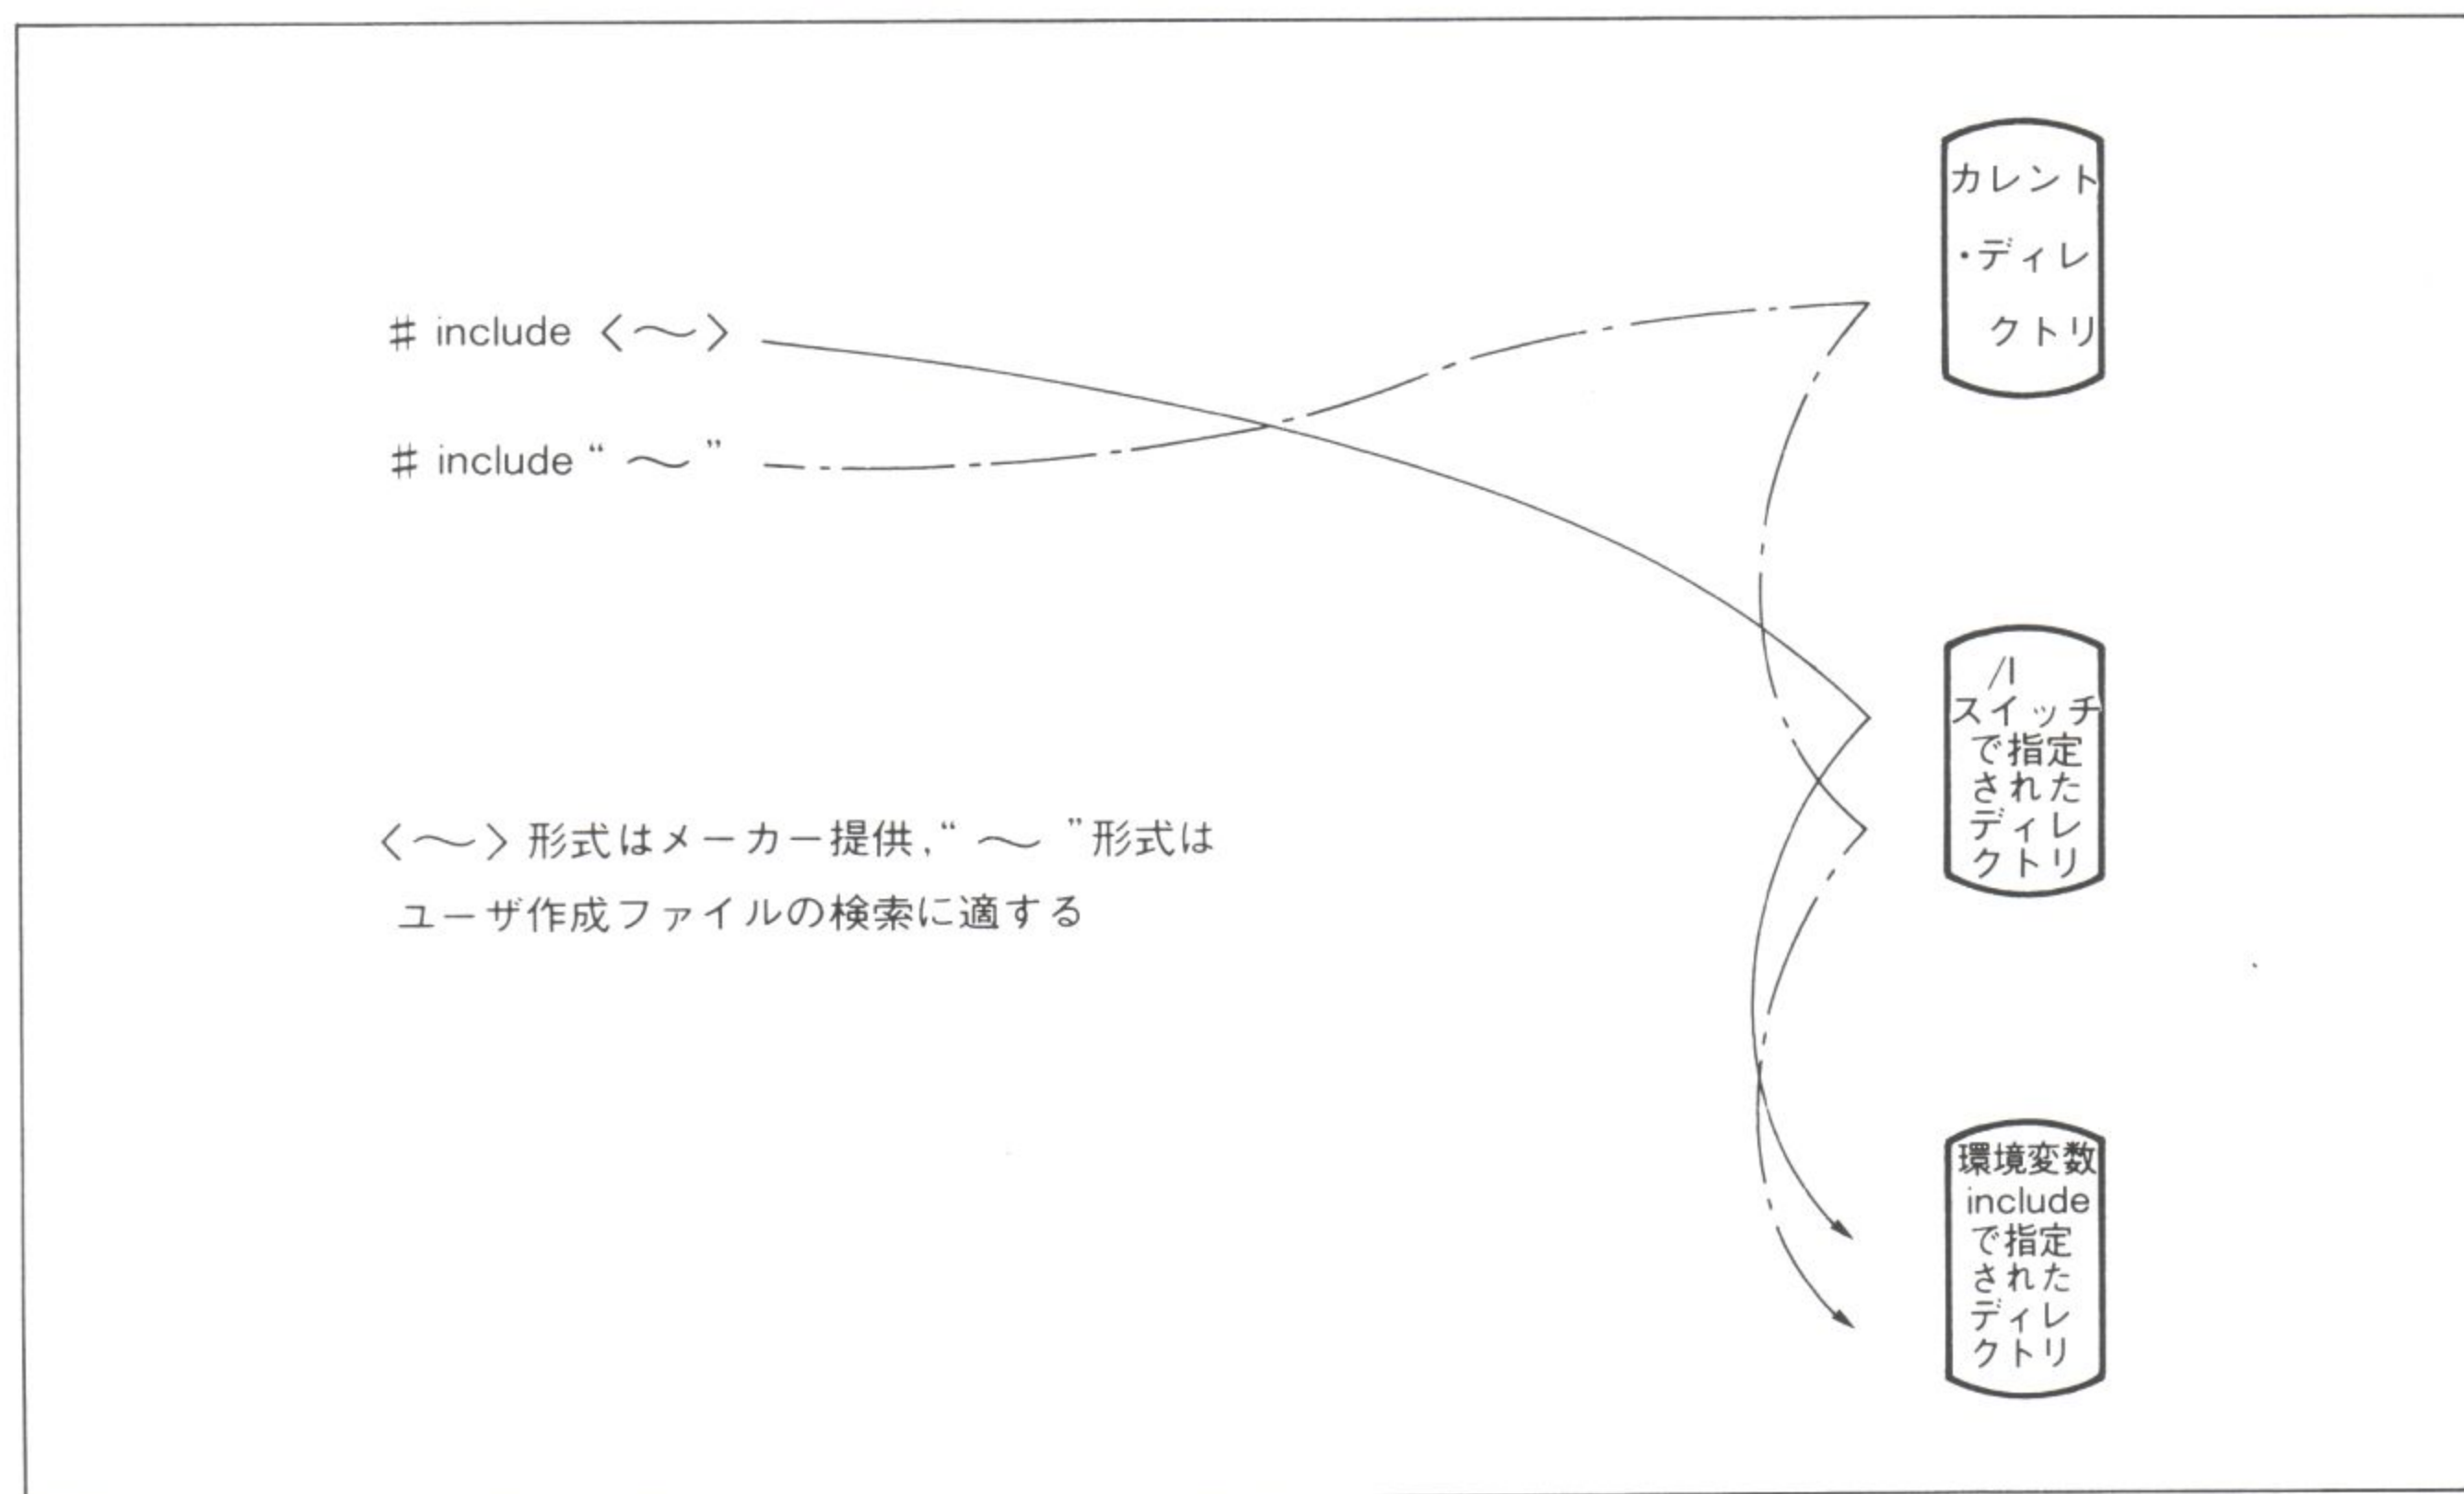 # include 〈～〉
# include “ ～ ”
〈～〉形式はメーカー提供,“ ～ ”形式は
ユーザ作成ファイルの検索に適する
カレント
・ディレ
クトリ
/I
スイッチ
で指定
された
ディレ
クトリ
環境変数
include
で指定
された
ディレ
クトリ